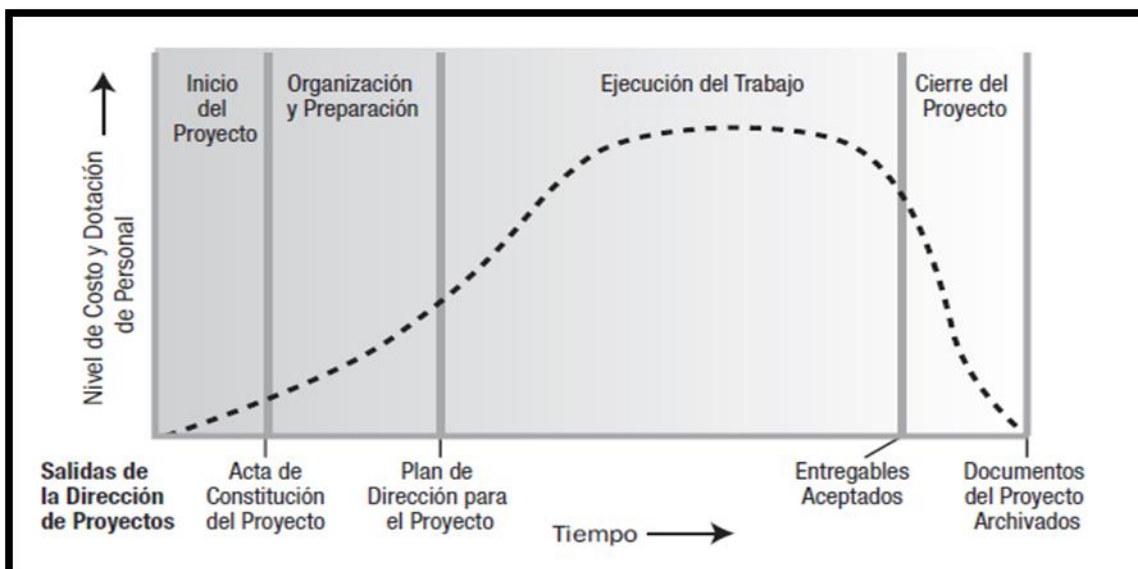 Inicio
del
Proyecto
Organización
y Preparación
Ejecución del Trabajo
Cierre del
Proyecto
Nivel de Costo y Dotación
de Personal
Salidas de
la Dirección
de Proyectos
Acta de
Constitución
del Proyecto
Plan de
Dirección para
el Proyecto
Entregables
Aceptados
Documentos
del Proyecto
Archivados
Tiempo